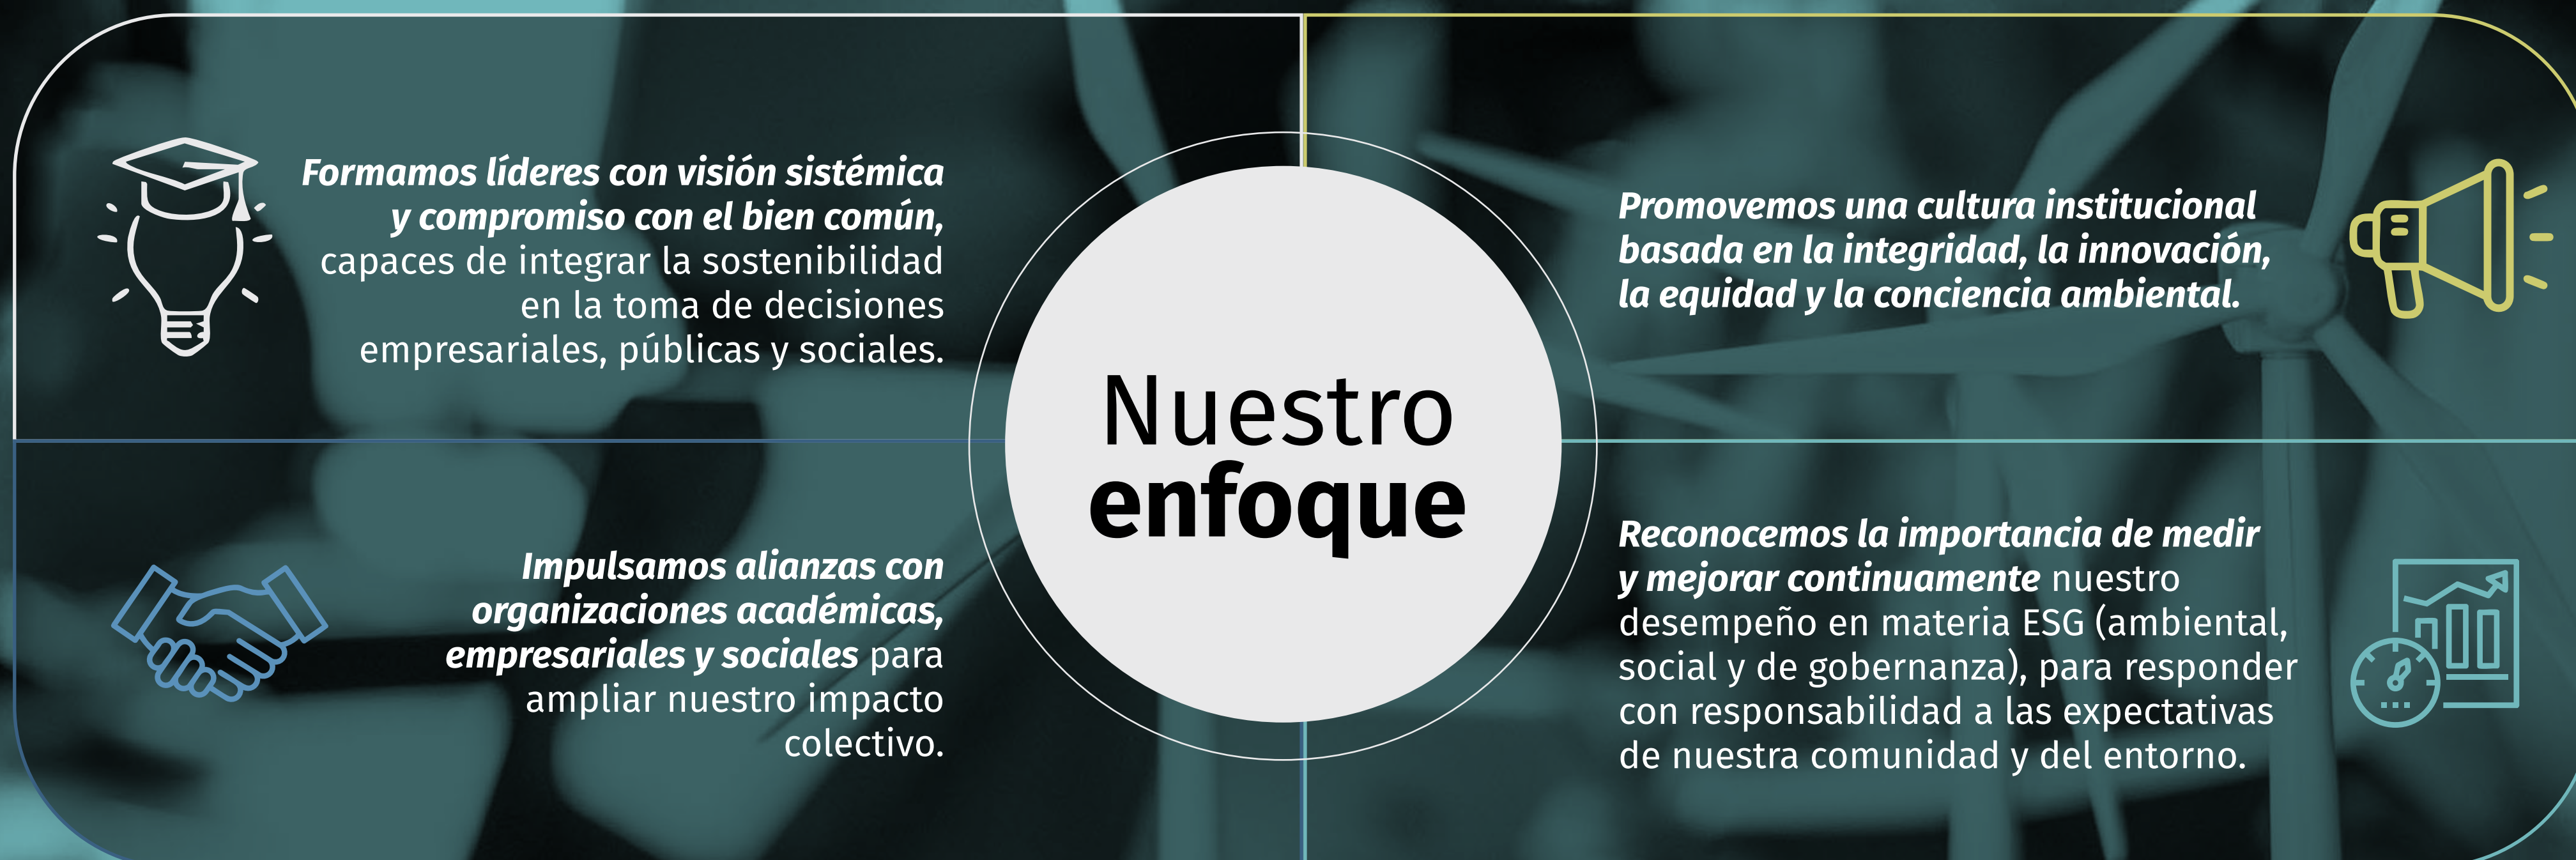 Formamos líderes con visión sistémica
y compromiso con el bien común,
capaces de integrar la sostenibilidad
en la toma de decisiones
empresariales, públicas y sociales.
Promovemos una cultura institucional
basada en la integridad, la innovación,
la equidad y la conciencia ambiental.
Nuestro
enfoque
Impulsamos alianzas con
organizaciones académicas,
empresariales y sociales para
ampliar nuestro impacto
colectivo.
Reconocemos la importancia de medir
y mejorar continuamente nuestro
desempeño en materia ESG (ambiental,
social y de gobernanza), para responder
con responsabilidad a las expectativas
de nuestra comunidad y del entorno.